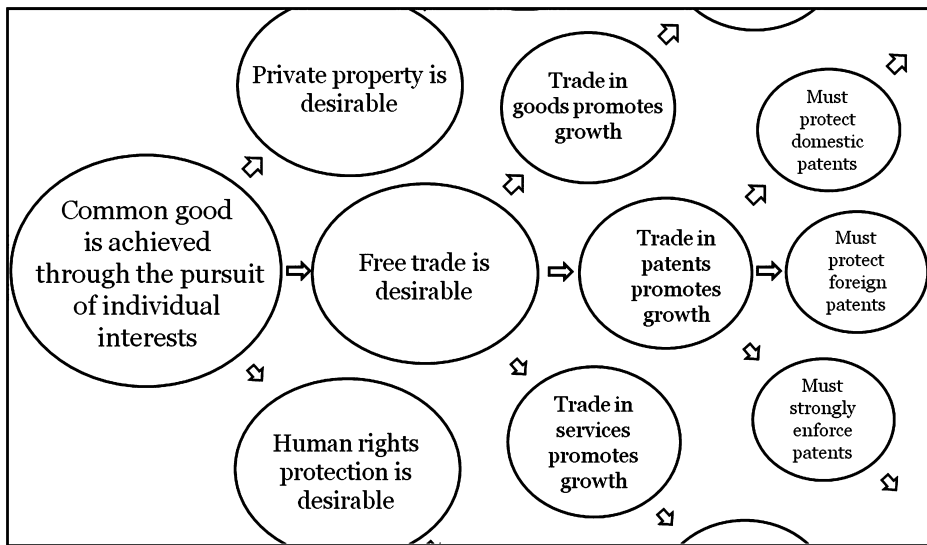 Common good
is achieved
through the pursuit
of individual
interests
Private property is
desirable
Free trade is
desirable
Human rights
protection is
desirable
Trade in
goods promotes
growth
Trade in
patents
promotes
growth
Trade in
services
promotes
growth
Must
protect
domestic
patents
Must
protect
foreign
patents
Must
strongly
enforce
patents